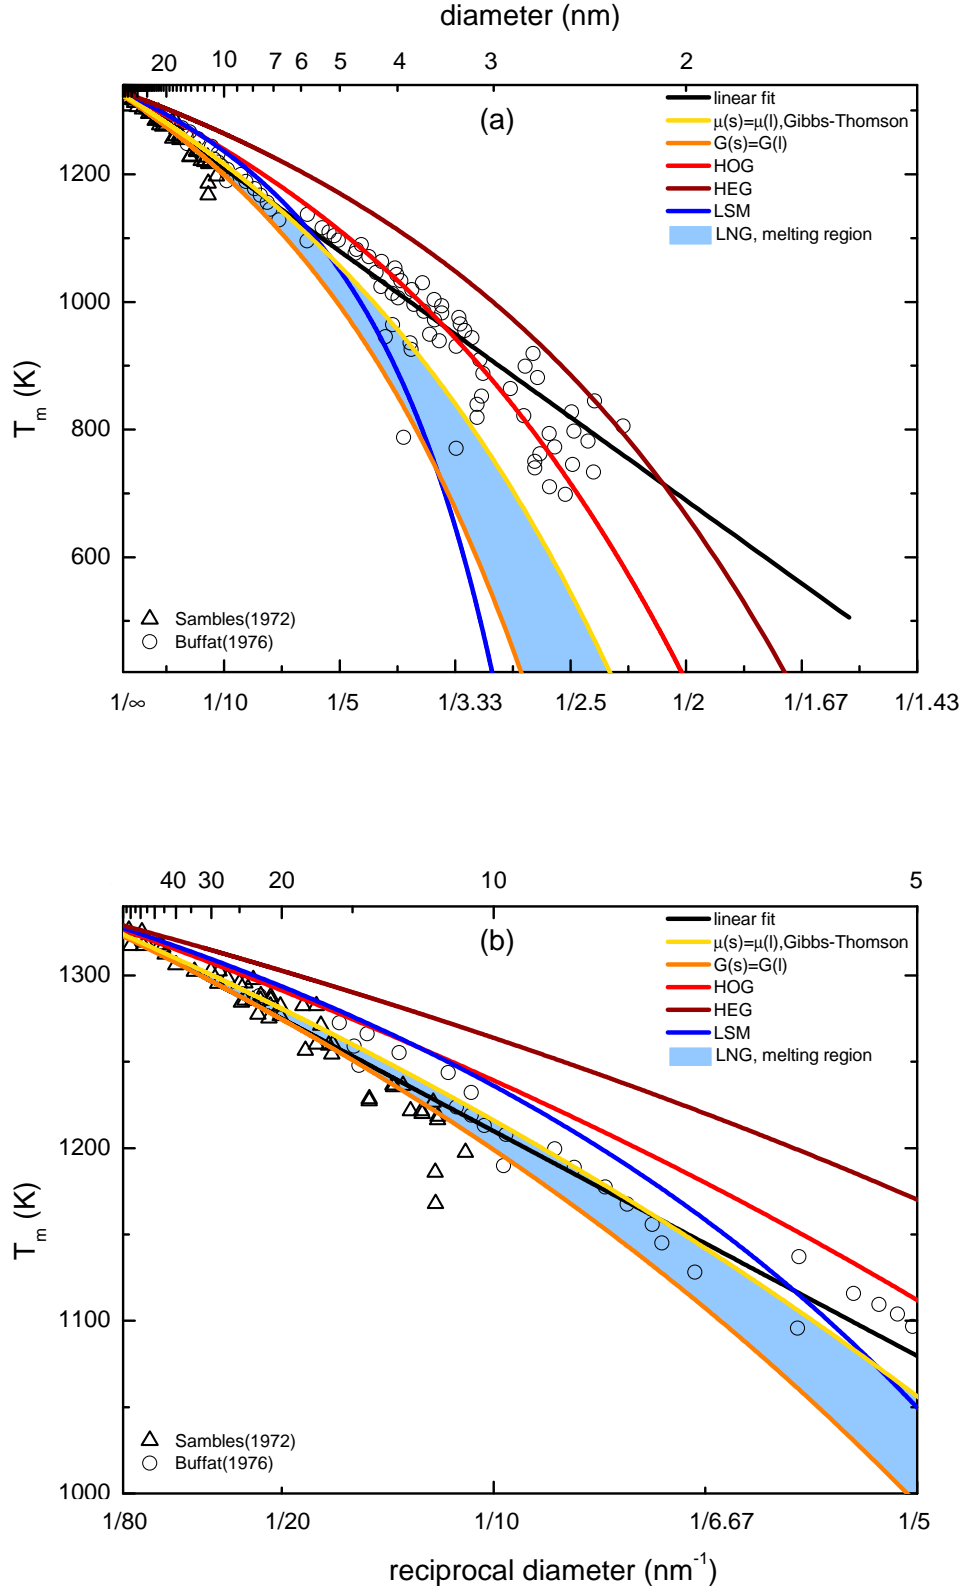 diameter (nm)
20 10 7 6 5 4 3 2
(a)
linear fit
μ(s)=μ(l),Gibbs-Thomson
G(s)=G(l)
HOG
HEG
LSM
LNG, melting region
1200
1000
800
600
T_m (K)
Sambles(1972)
Buffat(1976)
1/∞ 1/10 1/5 1/3.33 1/2.5 1/2 1/1.67 1/1.43
40 30 20 10 5
(b)
linear fit
μ(s)=μ(l),Gibbs-Thomson
G(s)=G(l)
HOG
HEG
LSM
LNG, melting region
1300
1200
1100
1000
T_m (K)
Sambles(1972)
Buffat(1976)
1/80 1/20 1/10 1/6.67 1/5
reciprocal diameter (nm⁻¹)